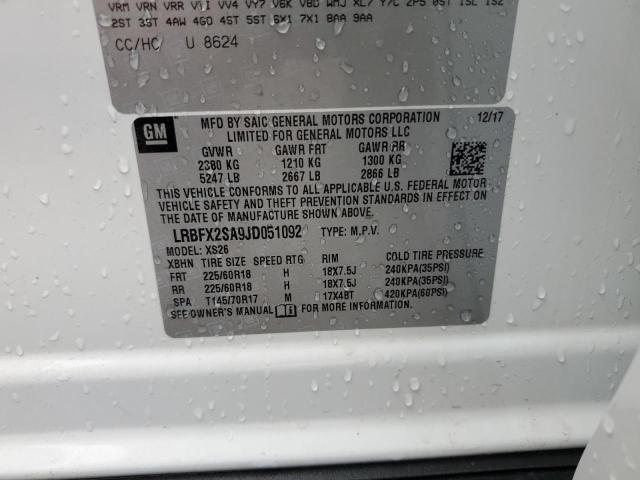 VRM VRN VRR V1I VV4 VY7 V6K V8D WMJ XL7 Y7C 2P5 0ST 1SL 1SZ
2ST 3ST 4AW 4G0 4ST 5ST 6X1 7X1 8AA 9AA
CC/HC/ U 8624
GM
MFD BY SAIC GENERAL MOTORS CORPORATION 12/17
LIMITED FOR GENERAL MOTORS LLC
GVWR GAWR FRT GAWR RR
2380 KG 1210 KG 1300 KG
5247 LB 2667 LB 2866 LB
THIS VEHICLE CONFORMS TO ALL APPLICABLE U.S. FEDERAL MOTOR
VEHICLE SAFETY AND THEFT PREVENTION STANDARDS IN EFFECT ON
THE DATE OF MANUFACTURE SHOWN ABOVE.
LRBFX2SA9JD051092 TYPE: M.P.V.
MODEL: XS26
XBHN TIRE SIZE SPEED RTG RIM COLD TIRE PRESSURE
FRT 225/60R18 H 18X7.5J 240KPA(35PSI)
RR 225/60R18 H 18X7.5J 240KPA(35PSI)
SPA T145/70R17 M 17X4BT 420KPA(60PSI)
SEE OWNER'S MANUAL FOR MORE INFORMATION.